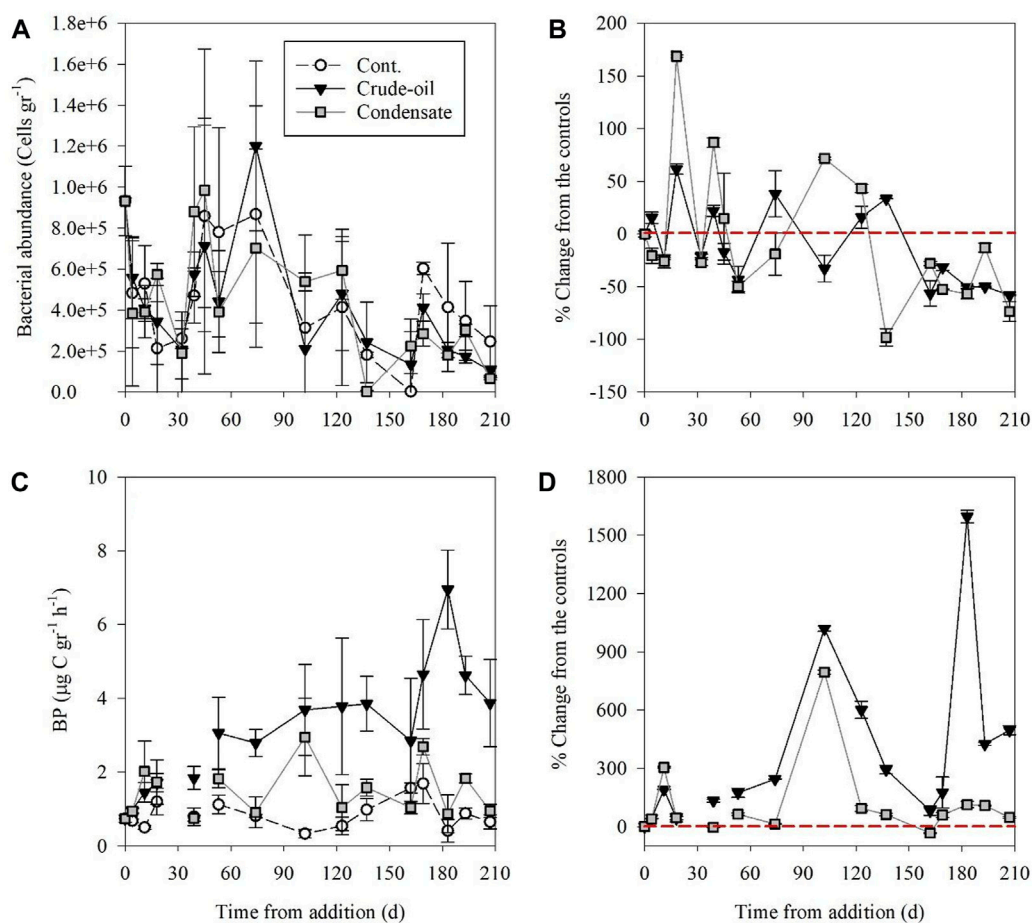 A
Bacterial abundance (Cells gr⁻¹)
1.8e+6
1.6e+6
1.4e+6
1.2e+6
1.0e+6
8.0e+5
6.0e+5
4.0e+5
2.0e+5
0.0
Cont.
Crude-oil
Condensate
0 30 60 90 120 150 180 210
B
% Change from the controls
200
150
100
50
0
-50
-100
-150
0 30 60 90 120 150 180 210
C
BP (µg C gr⁻¹ h⁻¹)
10
8
6
4
2
0
0 30 60 90 120 150 180 210
Time from addition (d)
D
% Change from the controls
1800
1500
1200
900
600
300
0
0 30 60 90 120 150 180 210
Time from addition (d)